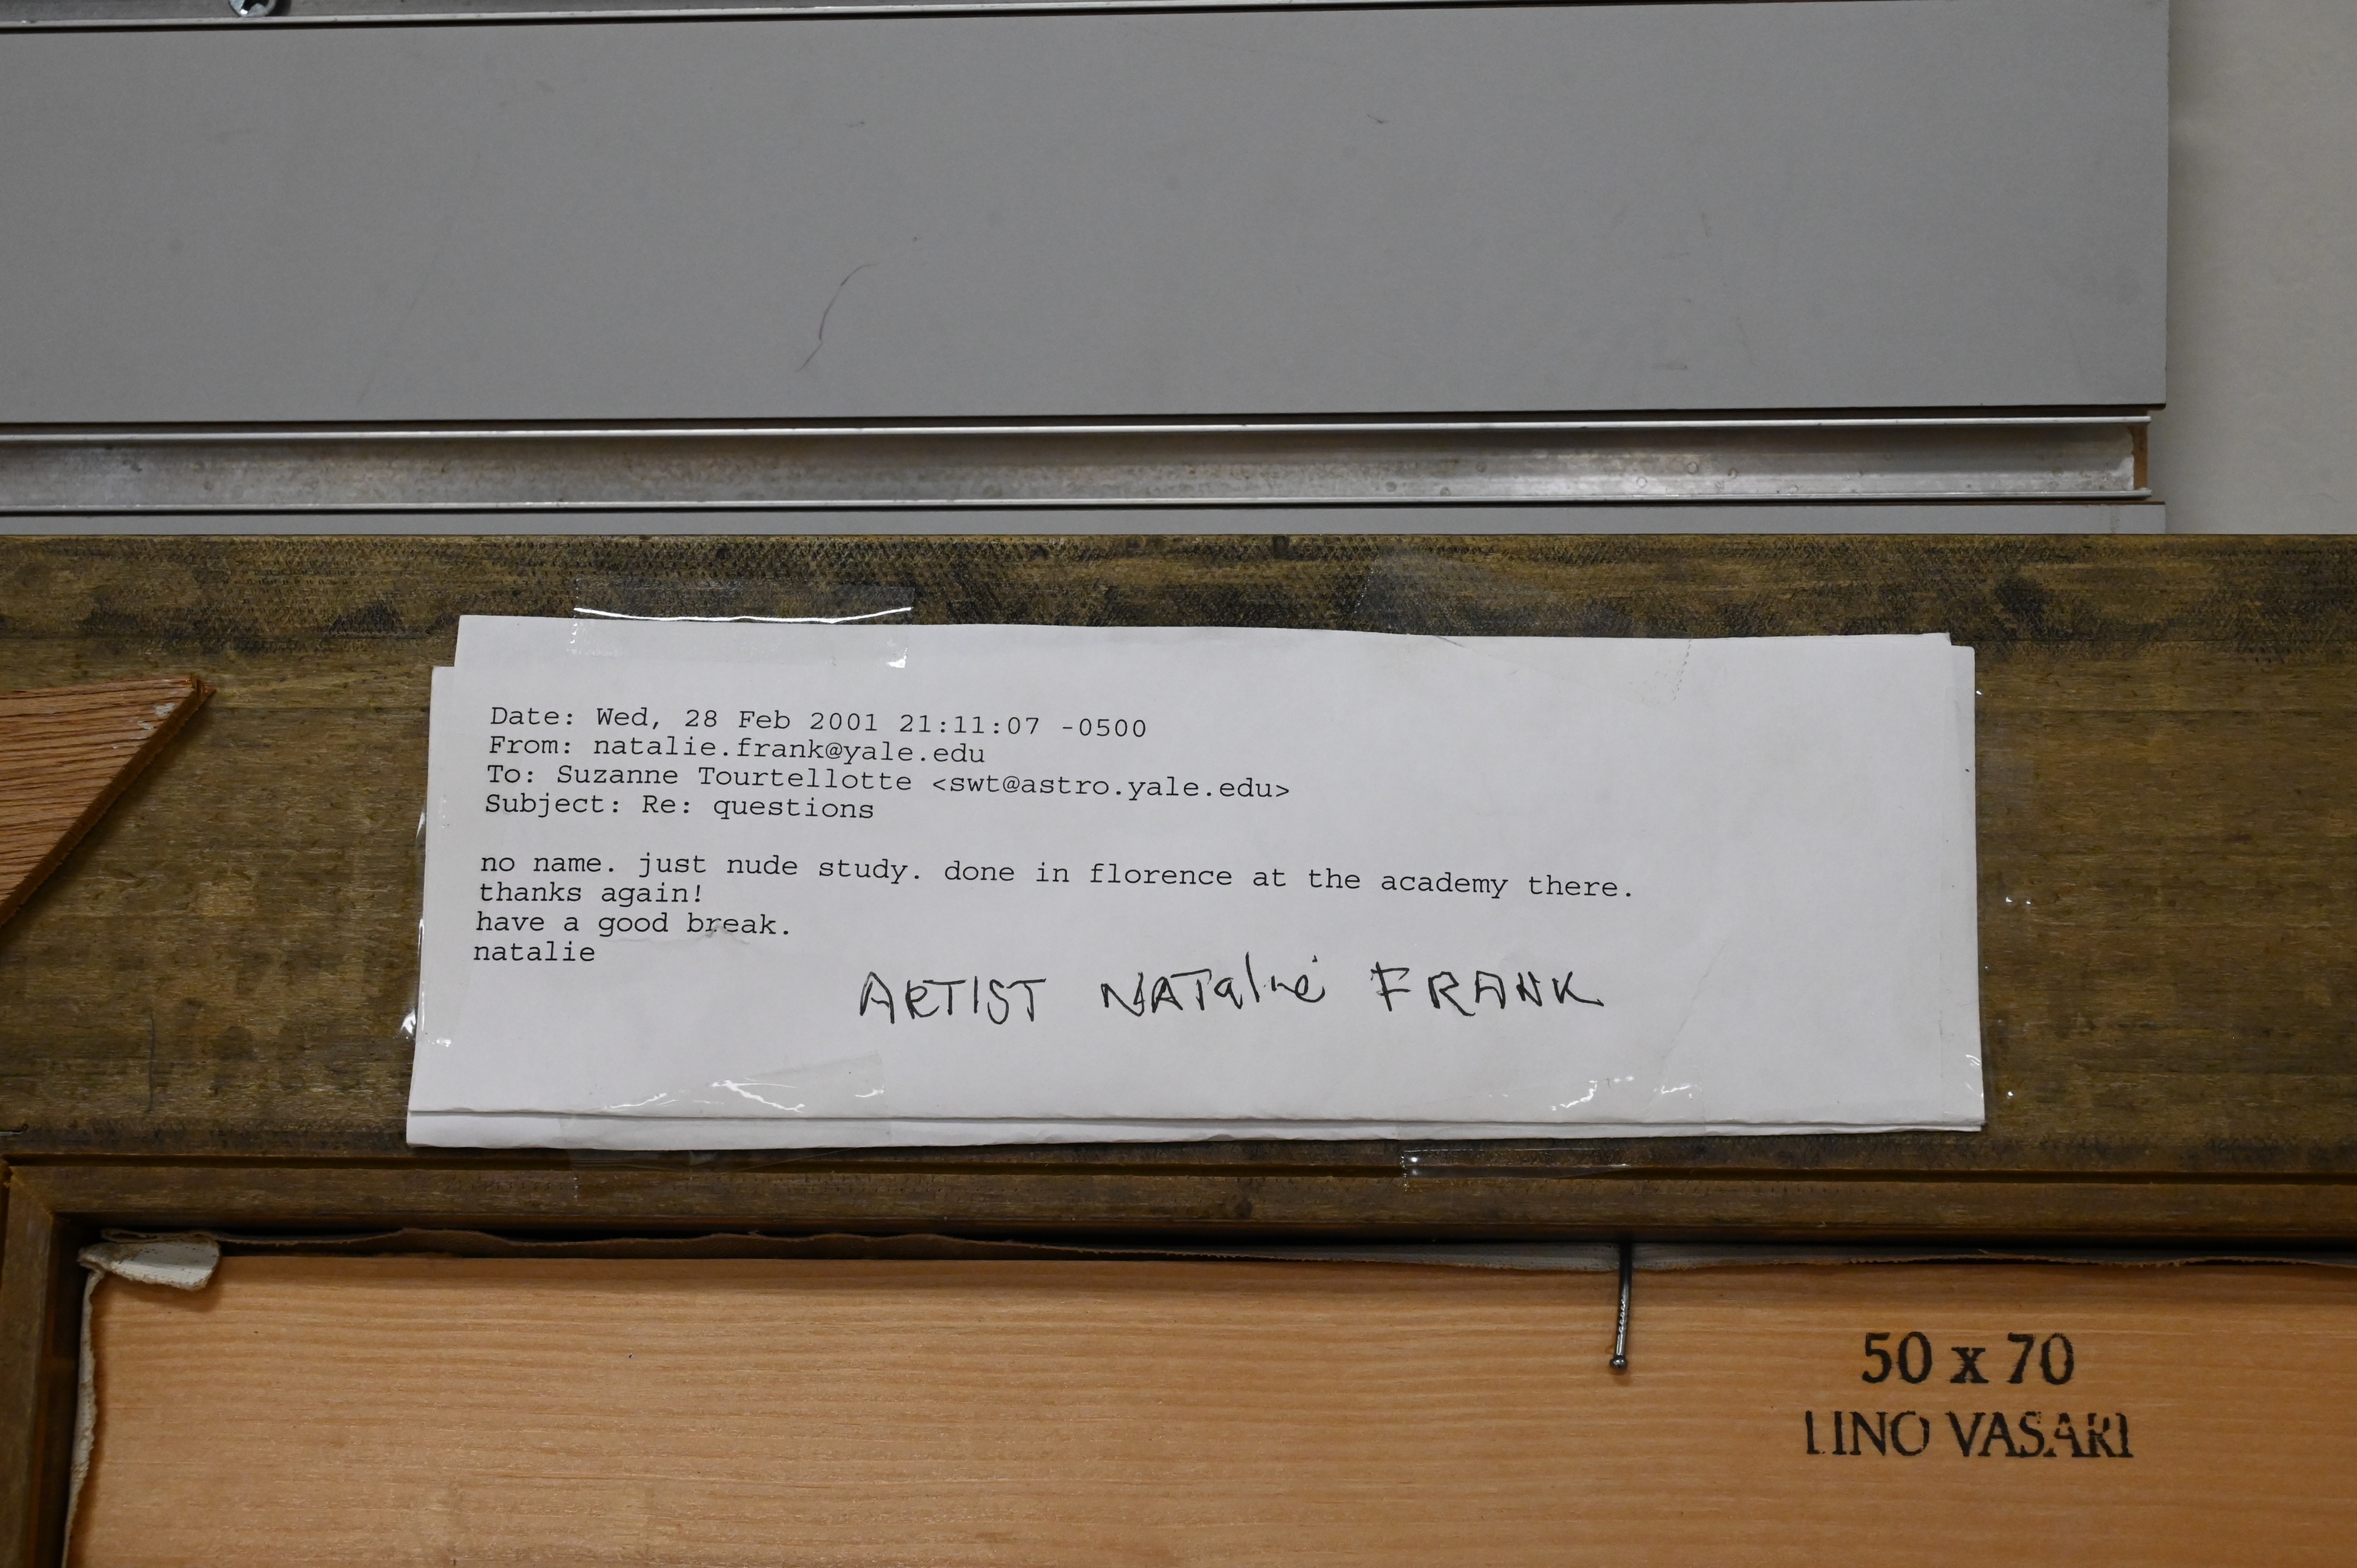 Date: Wed, 28 Feb 2001 21:11:07 -0500
From: natalie.frank@yale.edu
To: Suzanne Tourtellotte <swt@astro.yale.edu>
Subject: Re: questions
no name. just nude study. done in florence at the academy there.
thanks again!
have a good break.
natalie
ARTIST NATalie FRANK
50 x 70
LINO VASARI